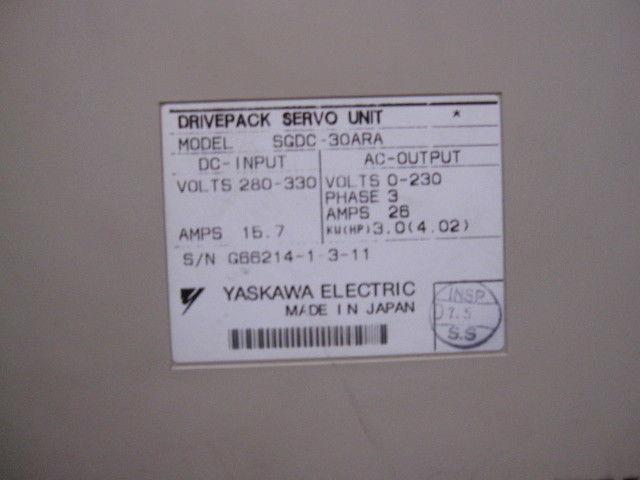 DRIVEPACK SERVO UNIT *
MODEL SGDC-30ARA
DC-INPUT
AC-OUTPUT
VOLTS 280-330
VOLTS 0-230
PHASE 3
AMPS 15.7
AMPS 26
KW(HP) 3.0(4.02)
S/N G66214-1 3-11
YASKAWA ELECTRIC
MADE IN JAPAN
INSP.
S.S